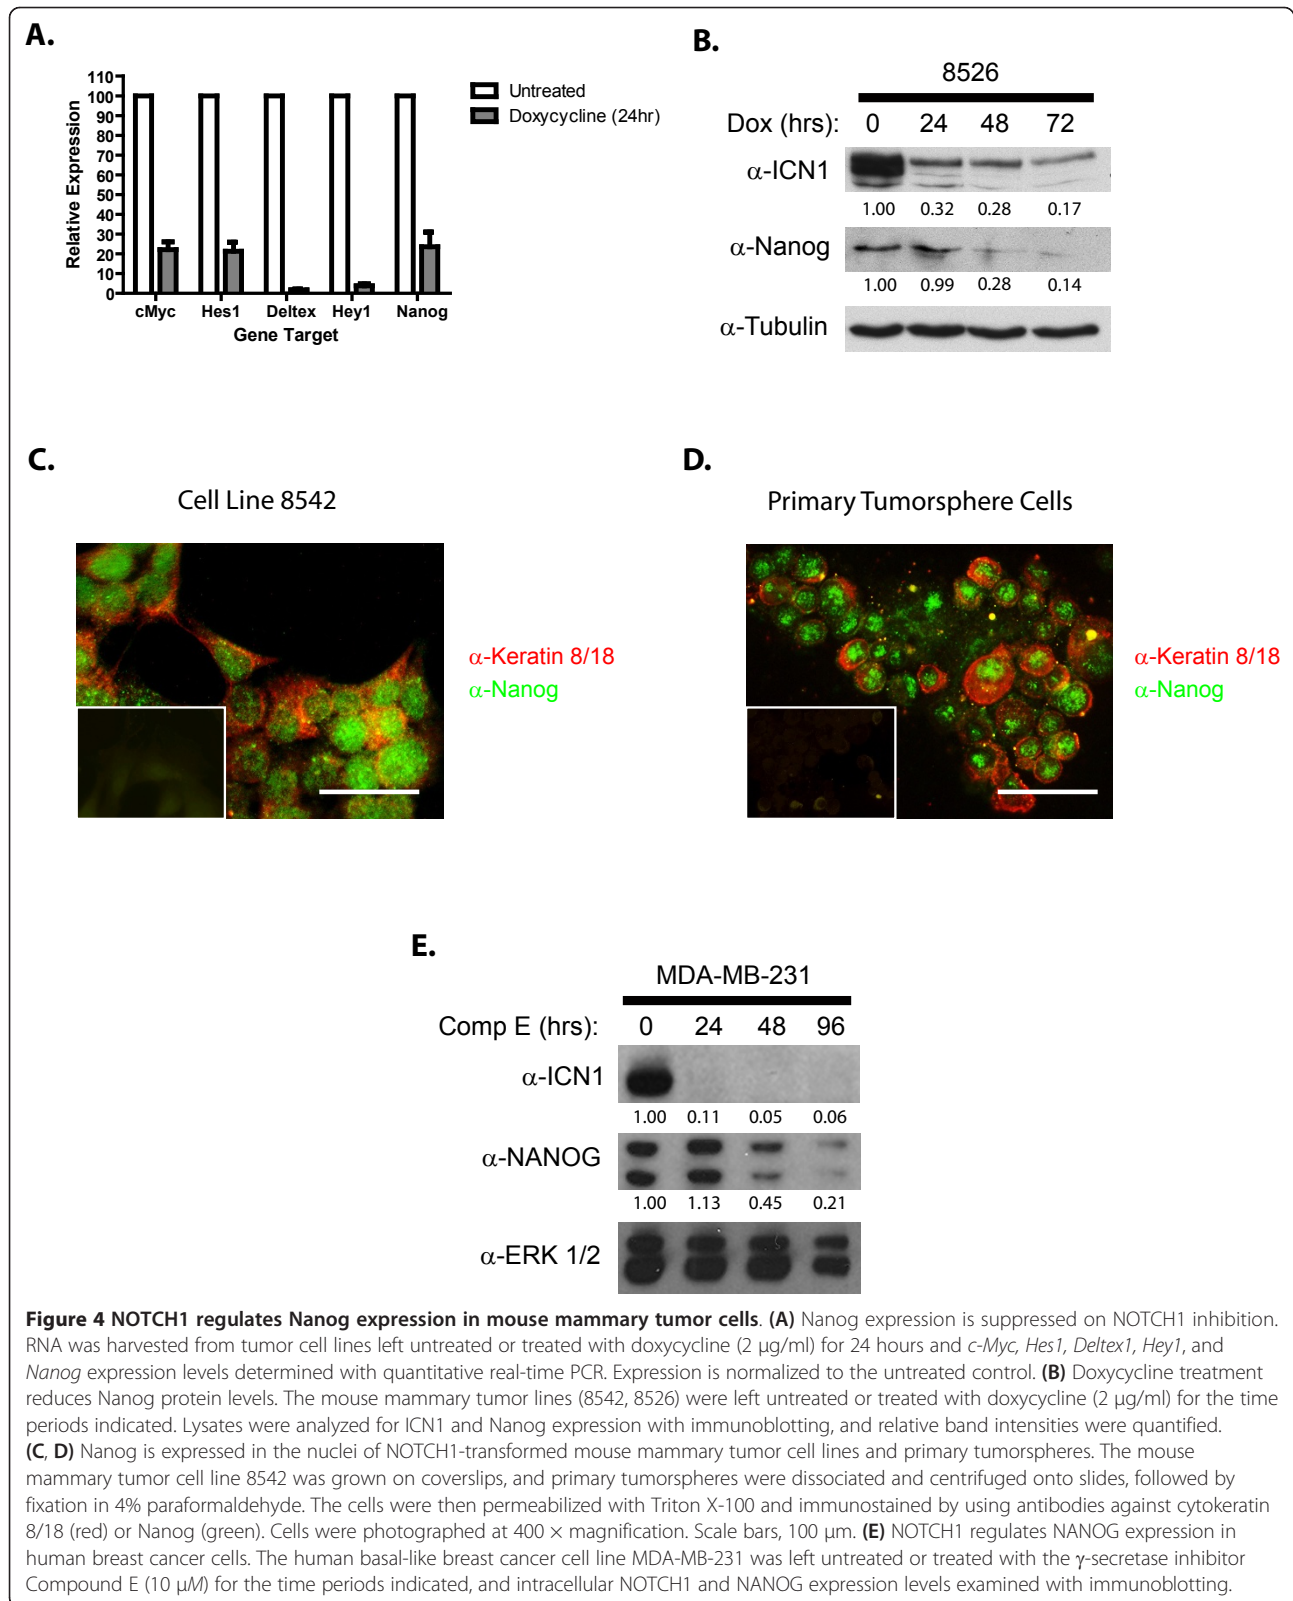 A.
110
100
90
80
70
60
50
40
30
20
10
0
Relative Expression
cMyc Hes1 Deltex Hey1 Nanog
Gene Target
Untreated
Doxycycline (24hr)
B.
8526
Dox (hrs): 0 24 48 72
α-ICN1
1.00 0.32 0.28 0.17
α-Nanog
1.00 0.99 0.28 0.14
α-Tubulin
C.
Cell Line 8542
α-Keratin 8/18
α-Nanog
D.
Primary Tumorsphere Cells
α-Keratin 8/18
α-Nanog
E.
MDA-MB-231
Comp E (hrs): 0 24 48 96
α-ICN1
1.00 0.11 0.05 0.06
α-NANOG
1.00 1.13 0.45 0.21
α-ERK 1/2
Figure 4 NOTCH1 regulates Nanog expression in mouse mammary tumor cells. (A) Nanog expression is suppressed on NOTCH1 inhibition.
RNA was harvested from tumor cell lines left untreated or treated with doxycycline (2 μg/ml) for 24 hours and c-Myc, Hes1, Deltex1, Hey1, and
Nanog expression levels determined with quantitative real-time PCR. Expression is normalized to the untreated control. (B) Doxycycline treatment
reduces Nanog protein levels. The mouse mammary tumor lines (8542, 8526) were left untreated or treated with doxycycline (2 μg/ml) for the time
periods indicated. Lysates were analyzed for ICN1 and Nanog expression with immunoblotting, and relative band intensities were quantified.
(C, D) Nanog is expressed in the nuclei of NOTCH1-transformed mouse mammary tumor cell lines and primary tumorspheres. The mouse
mammary tumor cell line 8542 was grown on coverslips, and primary tumorspheres were dissociated and centrifuged onto slides, followed by
fixation in 4% paraformaldehyde. The cells were then permeabilized with Triton X-100 and immunostained by using antibodies against cytokeratin
8/18 (red) or Nanog (green). Cells were photographed at 400 × magnification. Scale bars, 100 μm. (E) NOTCH1 regulates NANOG expression in
human breast cancer cells. The human basal-like breast cancer cell line MDA-MB-231 was left untreated or treated with the γ-secretase inhibitor
Compound E (10 μM) for the time periods indicated, and intracellular NOTCH1 and NANOG expression levels examined with immunoblotting.